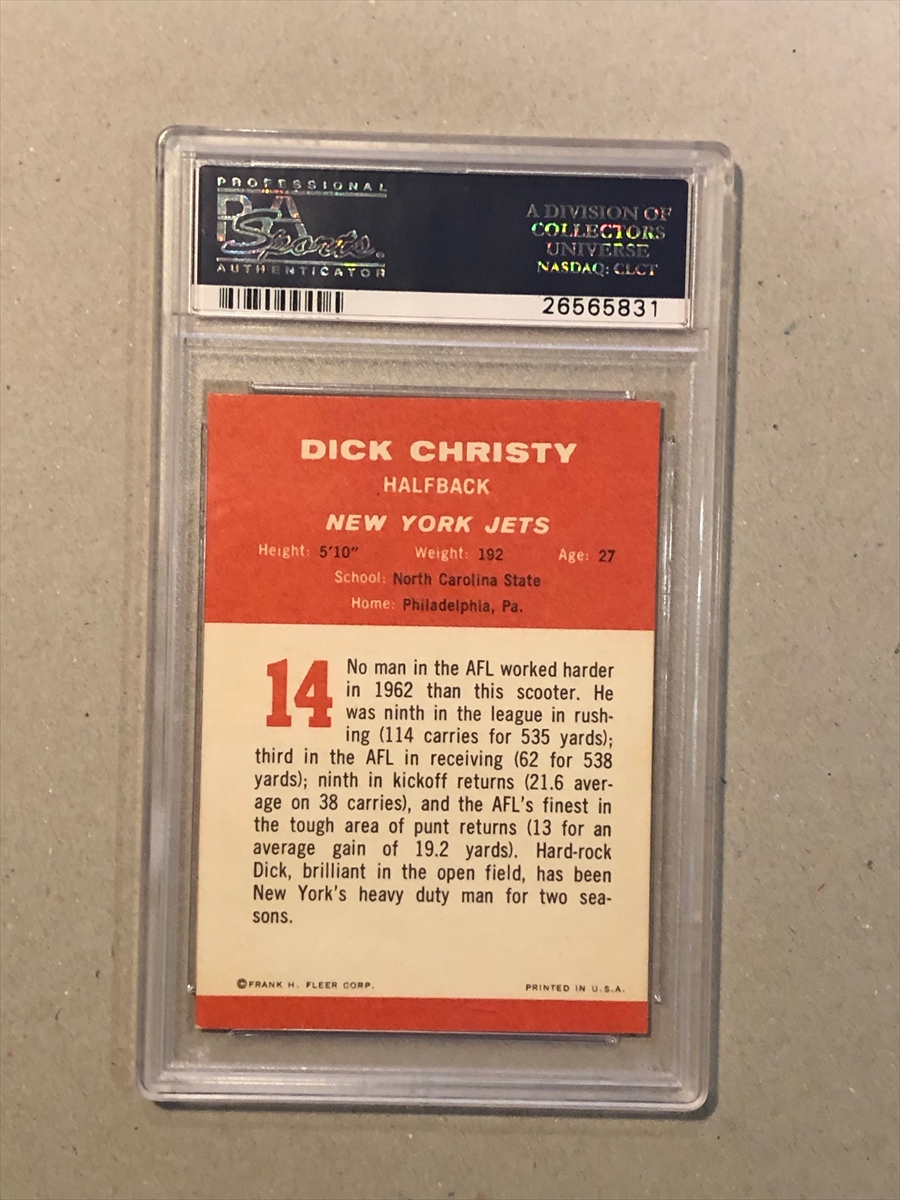 PROFESSIONAL
PSA
Sports.
AUTHENTICATOR
A DIVISION OF
COLLECTORS
UNIVERSE
NASDAQ: CLCT
26565831
DICK CHRISTY
HALFBACK
NEW YORK JETS
Height: 5'10" Weight: 192 Age: 27
School: North Carolina State
Home: Philadelphia, Pa.
14
No man in the AFL worked harder
in 1962 than this scooter. He
was ninth in the league in rush-
ing (114 carries for 535 yards);
third in the AFL in receiving (62 for 538
yards); ninth in kickoff returns (21.6 aver-
age on 38 carries), and the AFL's finest in
the tough area of punt returns (13 for an
average gain of 19.2 yards). Hard-rock
Dick, brilliant in the open field, has been
New York's heavy duty man for two sea-
sons.
©FRANK H. FLEER CORP. PRINTED IN U.S.A.